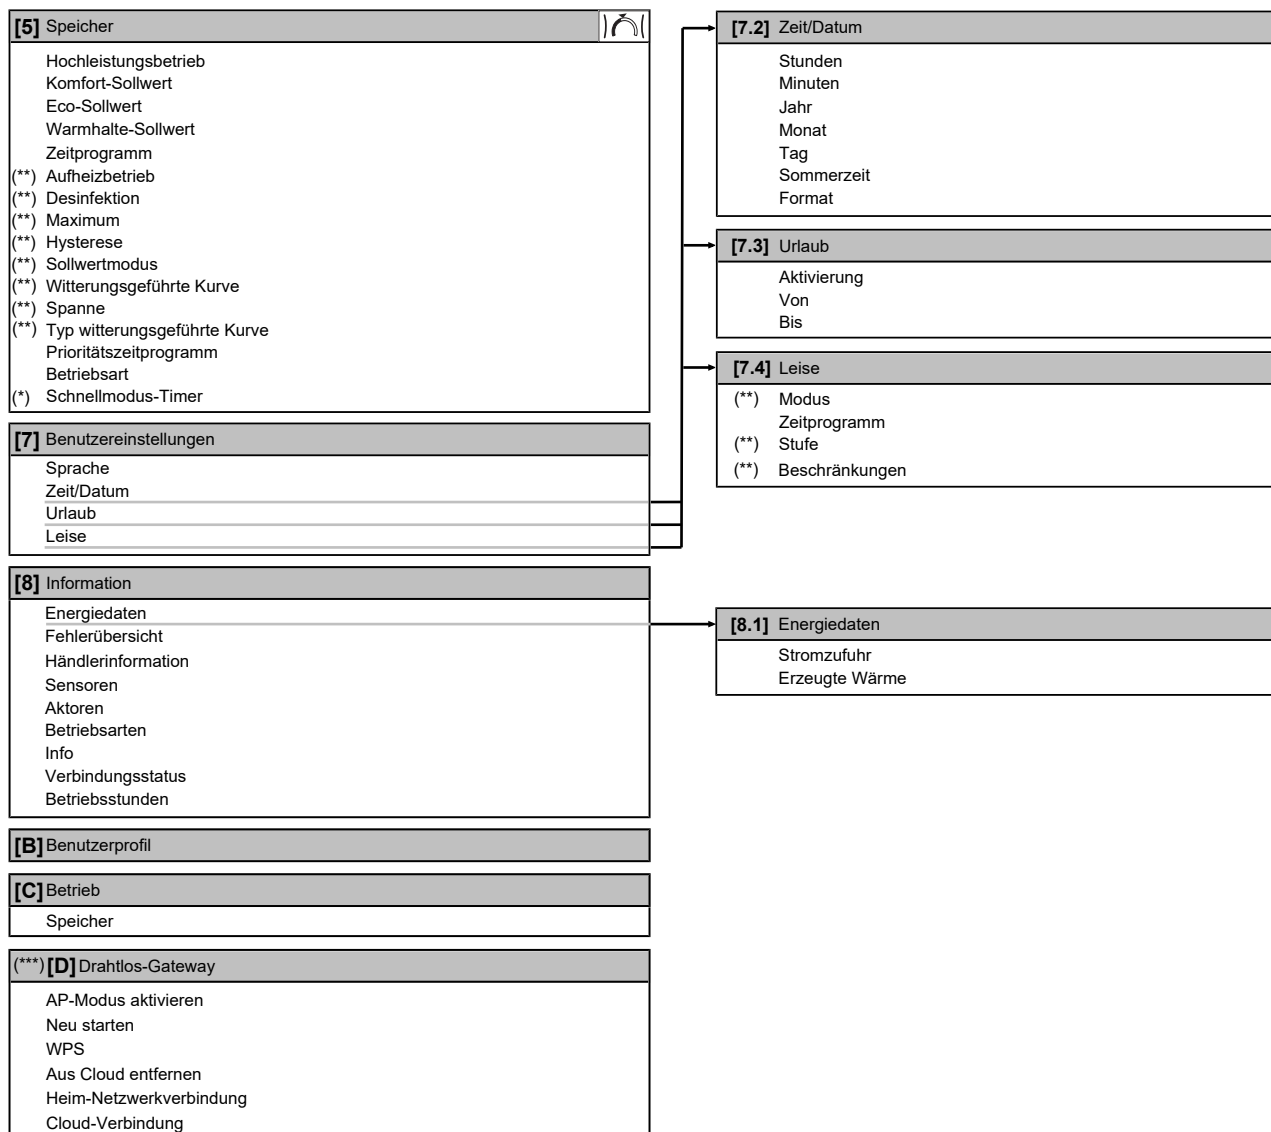 [5] Speicher
Hochleistungsbetrieb
Komfort-Sollwert
Eco-Sollwert
Warmhalte-Sollwert
Zeitprogramm
(**) Aufheizbetrieb
(**) Desinfektion
(**) Maximum
(**) Hysterese
(**) Sollwertmodus
(**) Witterungsgeführte Kurve
(**) Spanne
(**) Typ witterungsgeführte Kurve
Prioritätszeitprogramm
Betriebsart
(*) Schnellmodus-Timer
[7] Benutzereinstellungen
Sprache
Zeit/Datum
Urlaub
Leise
[8] Information
Energiedaten
Fehlerübersicht
Händlerinformation
Sensoren
Aktoren
Betriebsarten
Info
Verbindungsstatus
Betriebsstunden
[B] Benutzerprofil
[C] Betrieb
Speicher
(***) [D] Drahtlos-Gateway
AP-Modus aktivieren
Neu starten
WPS
Aus Cloud entfernen
Heim-Netzwerkverbindung
Cloud-Verbindung
[7.2] Zeit/Datum
Stunden
Minuten
Jahr
Monat
Tag
Sommerzeit
Format
[7.3] Urlaub
Aktivierung
Von
Bis
[7.4] Leise
(**) Modus
Zeitprogramm
(**) Stufe
(**) Beschränkungen
[8.1] Energiedaten
Stromzufuhr
Erzeugte Wärme